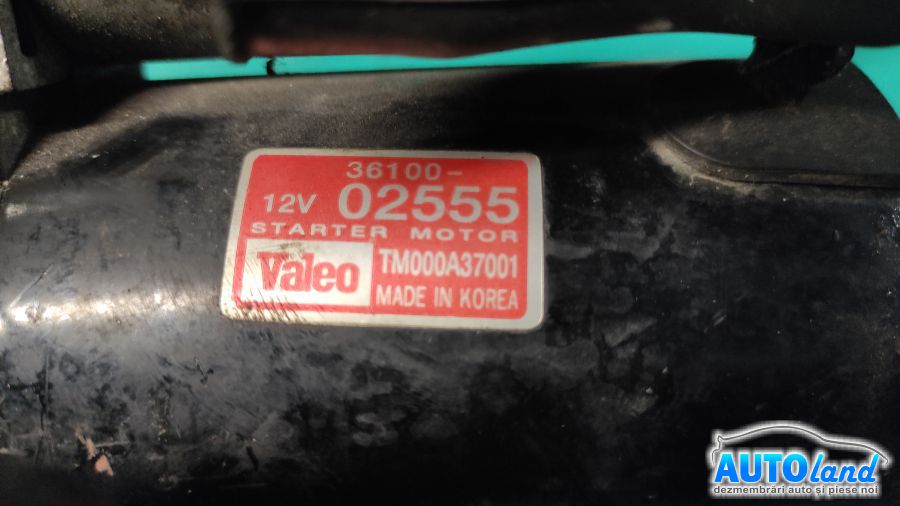 36100-
12V 02555
STARTER MOTOR
Valeo TM000A37001
MADE IN KOREA
AUTOland
dezmembrări auto și piese noi